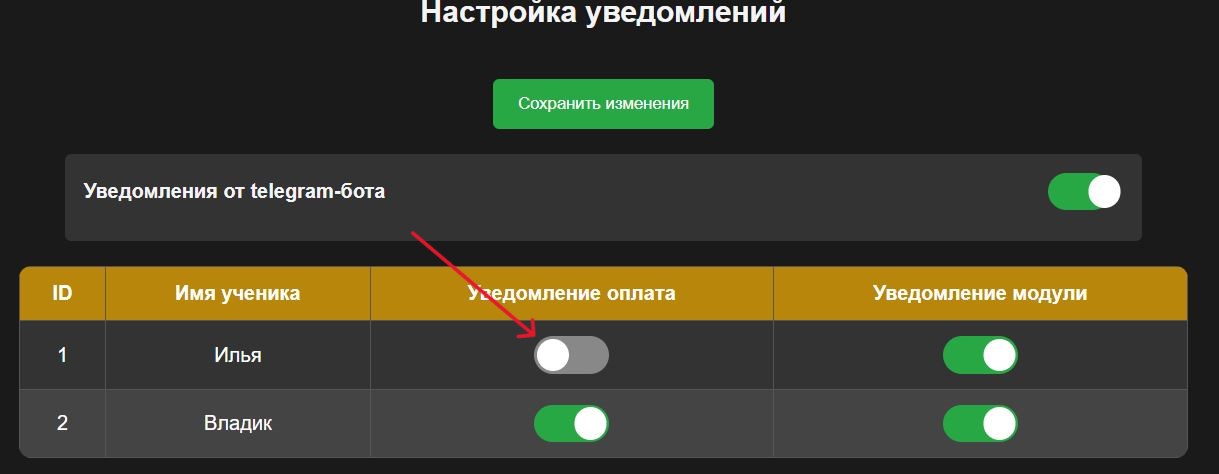 Настройка уведомлений
Сохранить изменения
Уведомления от telegram-бота
ID Имя ученика Уведомление оплата Уведомление модули
1 Илья
2 Владик